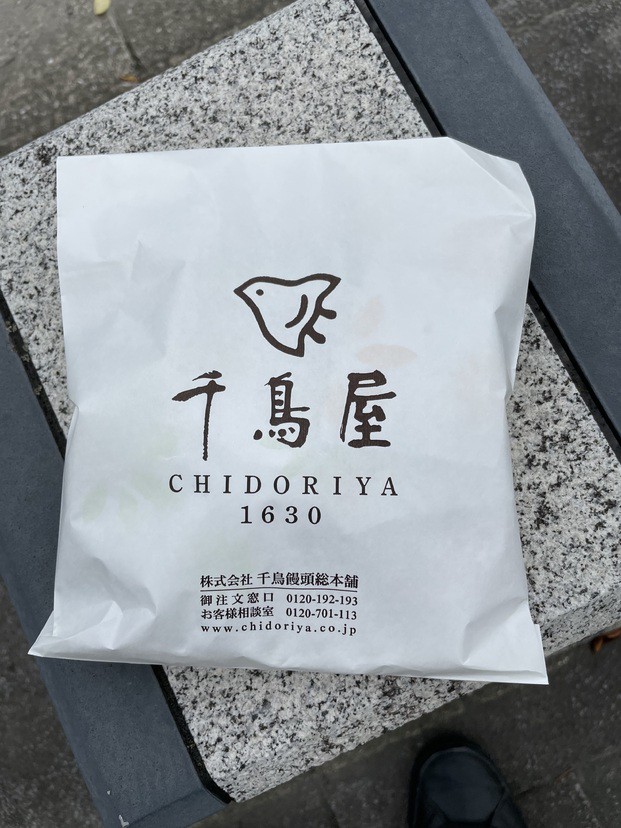 千鳥屋
CHIDORIYA
1630
株式会社 千鳥饅頭総本舗
御注文窓口 0120-192-193
お客様相談室 0120-701-113
www.chidoriya.co.jp